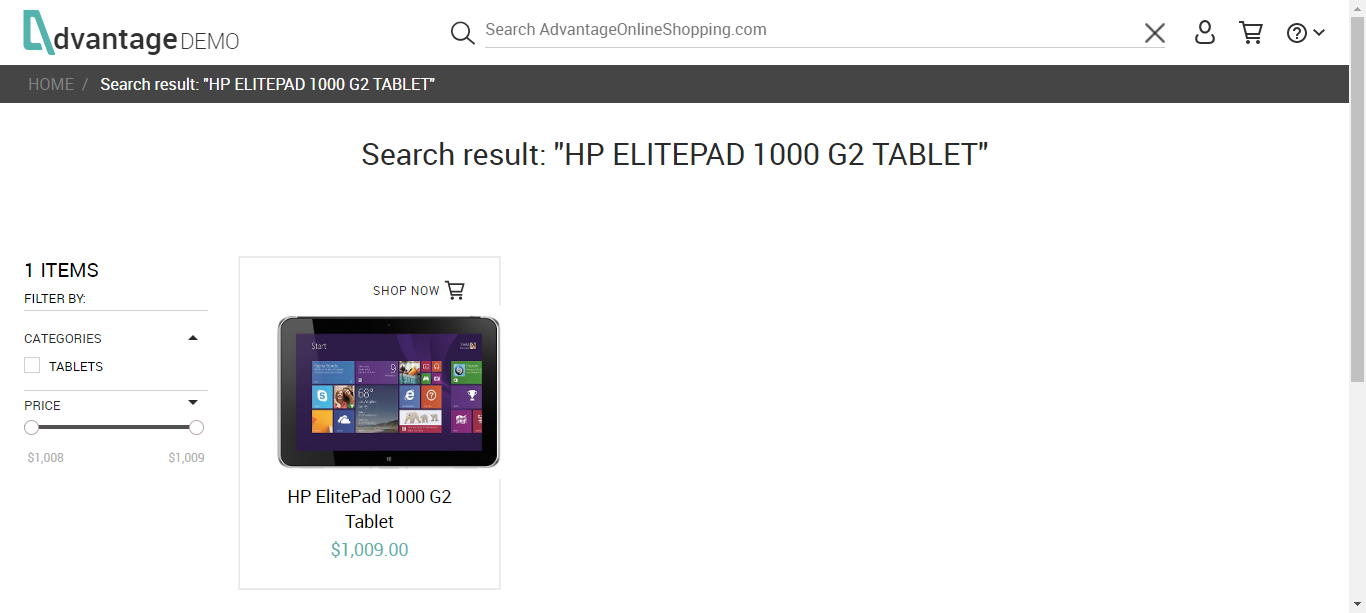 dvantage DEMO
Search AdvantageOnlineShopping.com
HOME / Search result: "HP ELITEPAD 1000 G2 TABLET"
Search result: "HP ELITEPAD 1000 G2 TABLET"
1 ITEMS
FILTER BY:
CATEGORIES
TABLETS
PRICE
$1,008 $1,009
SHOP NOW
Start
9
68°
HP ElitePad 1000 G2
Tablet
$1,009.00